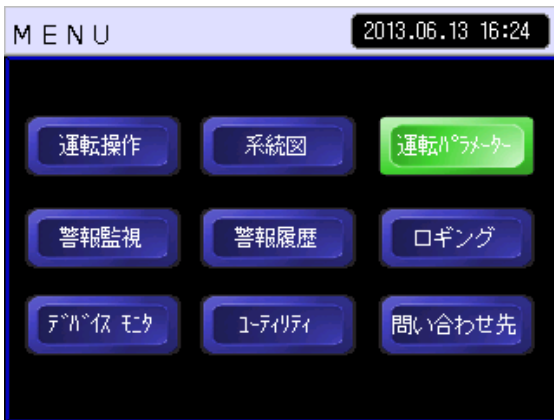 MENU 2013.06.13 16:24
運転操作 系統図 運転ﾊﾟﾗﾒｰﾀｰ
警報監視 警報履歴 ロギング
ﾃﾞﾊﾞｲｽ ﾓﾆﾀ ﾕｰﾃｨﾘﾃｨ 問い合わせ先